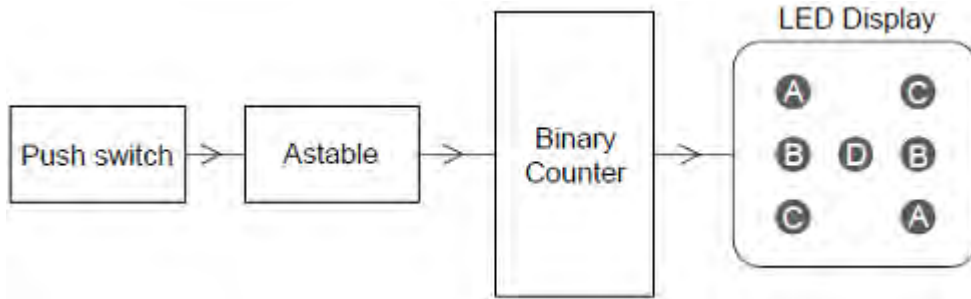 LED Display
A C
Push switch
Astable
Binary
Counter
B D B
C A